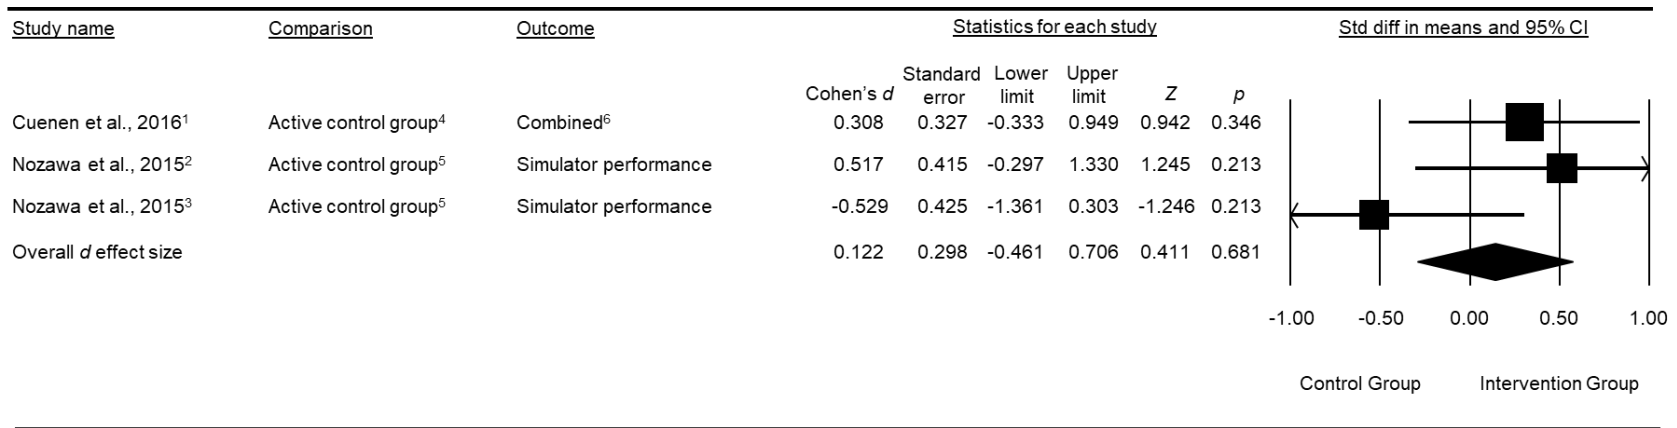 Study name Comparison Outcome Statistics for each study Std diff in means and 95% CI
Cohen's d Standard error Lower limit Upper limit Z p
Cuenen et al., 2016¹ Active control group⁴ Combined⁶ 0.308 0.327 -0.333 0.949 0.942 0.346
Nozawa et al., 2015² Active control group⁵ Simulator performance 0.517 0.415 -0.297 1.330 1.245 0.213
Nozawa et al., 2015³ Active control group⁵ Simulator performance -0.529 0.425 -1.361 0.303 -1.246 0.213
Overall d effect size 0.122 0.298 -0.461 0.706 0.411 0.681
-1.00 -0.50 0.00 0.50 1.00
Control Group Intervention Group